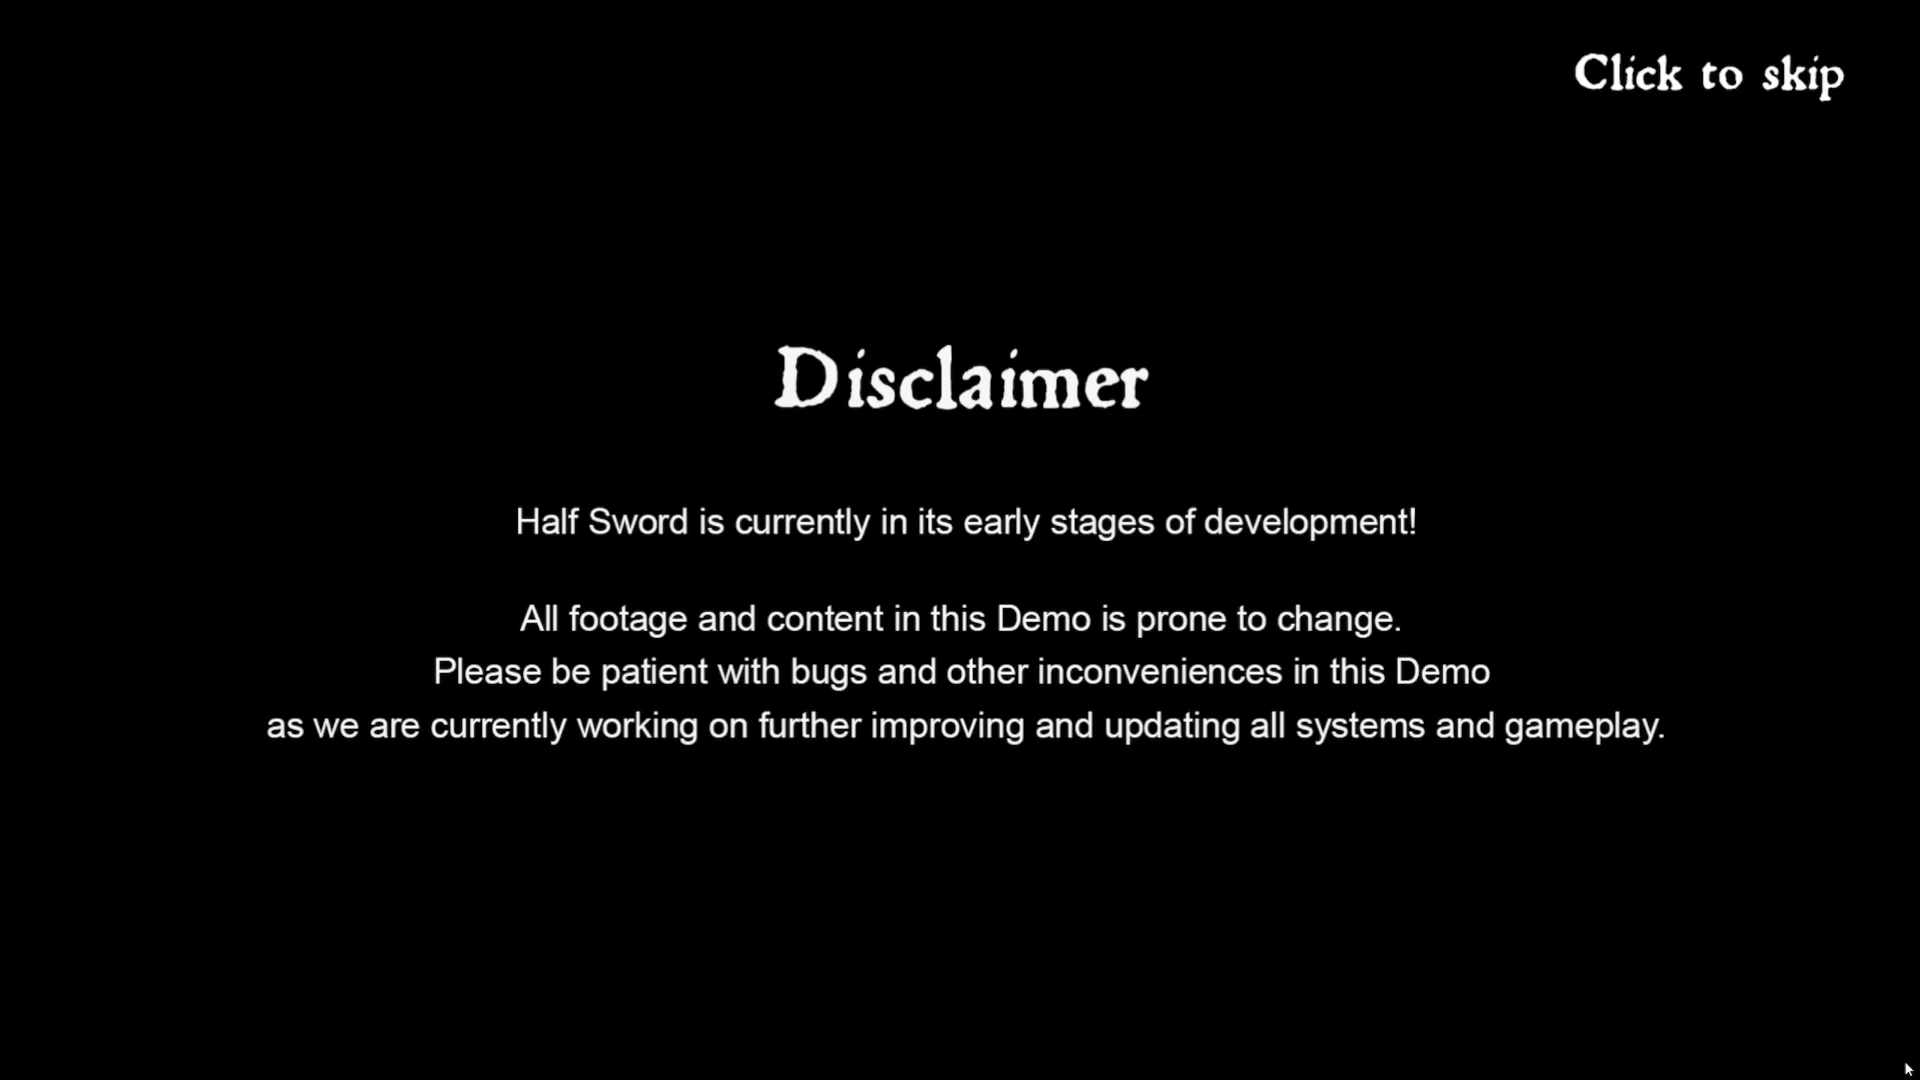 Click to skip
Disclaimer
Half Sword is currently in its early stages of development!
All footage and content in this Demo is prone to change.
Please be patient with bugs and other inconveniences in this Demo
as we are currently working on further improving and updating all systems and gameplay.